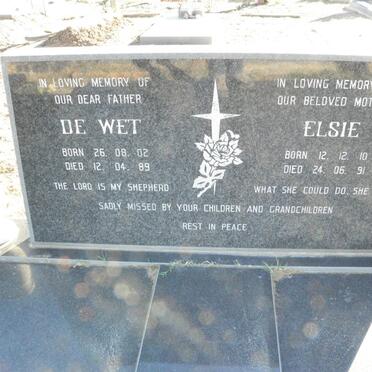 IN LOVING MEMORY OF
OUR DEAR FATHER
DE WET
BORN 26. 08. 02
DIED 12. 04. 89
THE LORD IS MY SHEPHERD
IN LOVING MEMORY
OUR BELOVED MOT
ELSIE
BORN 12. 12. 10
DIED 24. 06. 91
WHAT SHE COULD DO, SHE
SADLY MISSED BY YOUR CHILDREN AND GRANDCHILDREN
REST IN PEACE